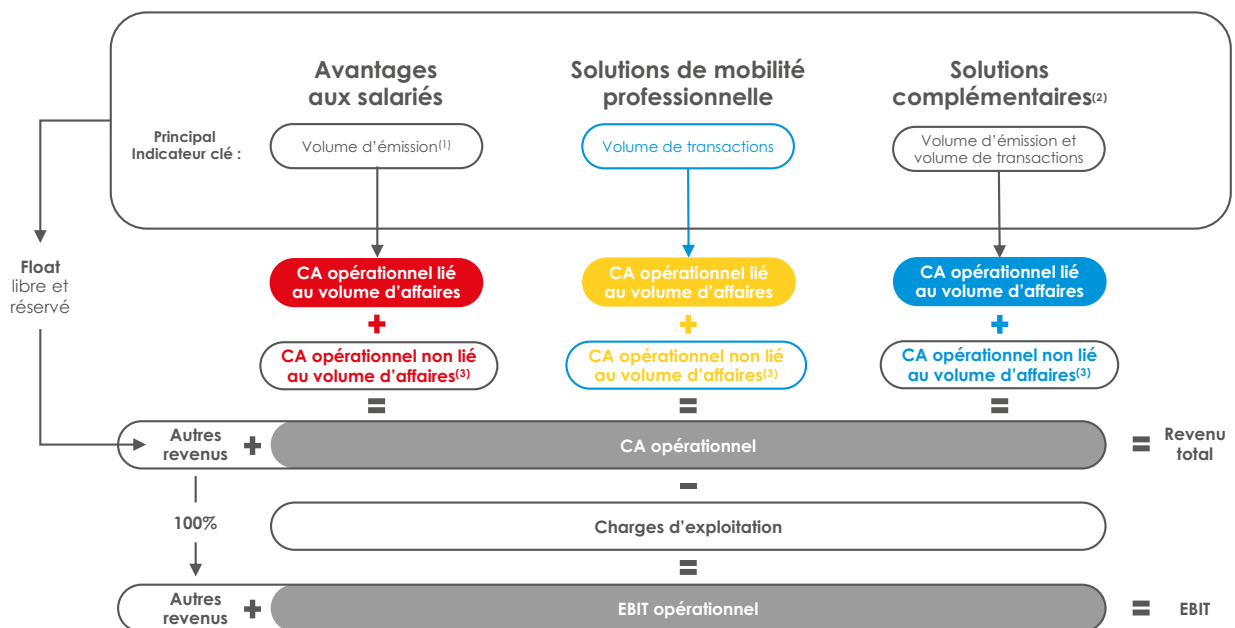 Avantages
aux salariés
Solutions de mobilité
professionnelle
Solutions
complémentaires(2)
Principal
Indicateur clé :
Volume d'émission(1)
Volume de transactions
Volume d'émission et
volume de transactions
Float
libre et
réservé
CA opérationnel lié
au volume d'affaires
CA opérationnel lié
au volume d'affaires
CA opérationnel lié
au volume d'affaires
+
+
+
CA opérationnel non lié
au volume d'affaires(3)
CA opérationnel non lié
au volume d'affaires(3)
CA opérationnel non lié
au volume d'affaires(3)
=
=
=
Autres
revenus
+
CA opérationnel
=
Revenu
total
-
100%
Charges d'exploitation
=
Autres
revenus
+
EBIT opérationnel
=
EBIT